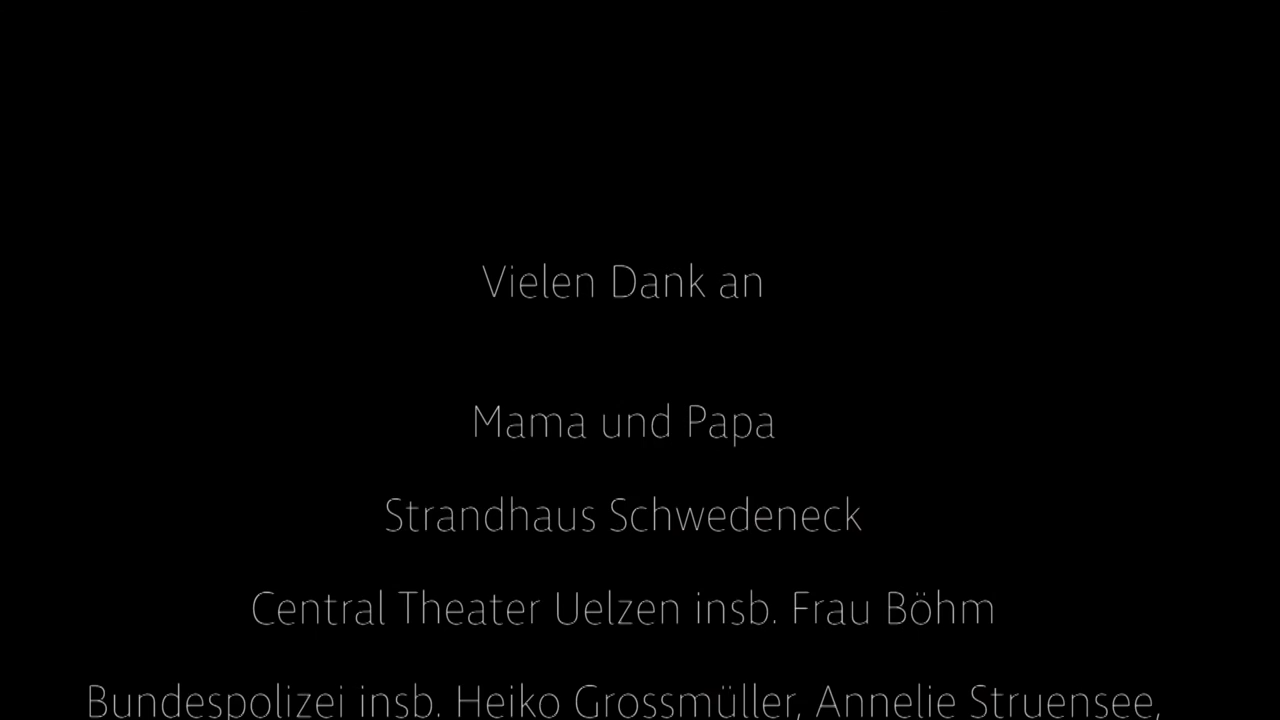 Vielen Dank an
Mama und Papa
Strandhaus Schwedeneck
Central Theater Uelzen insb. Frau Böhm
Bundespolizei insb. Heiko Grossmüller, Annelie Struensee,